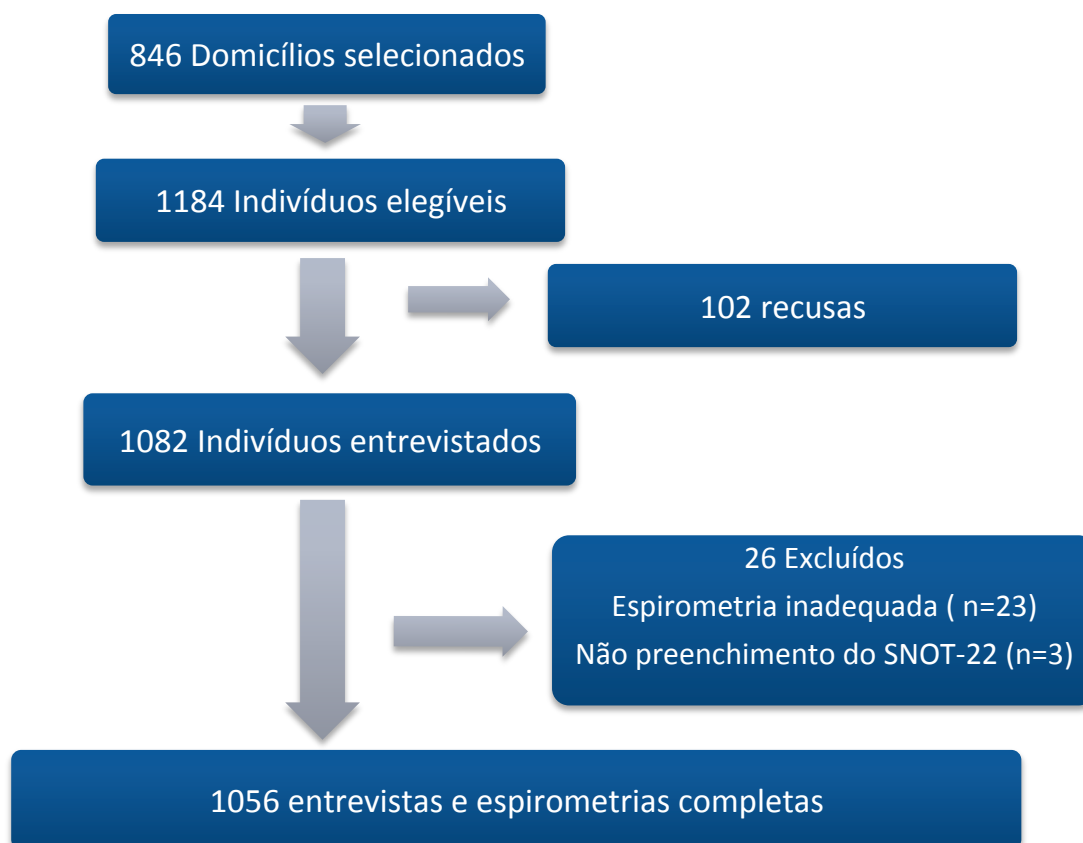 846 Domicílios selecionados
1184 Indivíduos elegíveis
102 recusas
1082 Indivíduos entrevistados
26 Excluídos
Espirometria inadequada ( n=23)
Não preenchimento do SNOT-22 (n=3)
1056 entrevistas e espirometrias completas